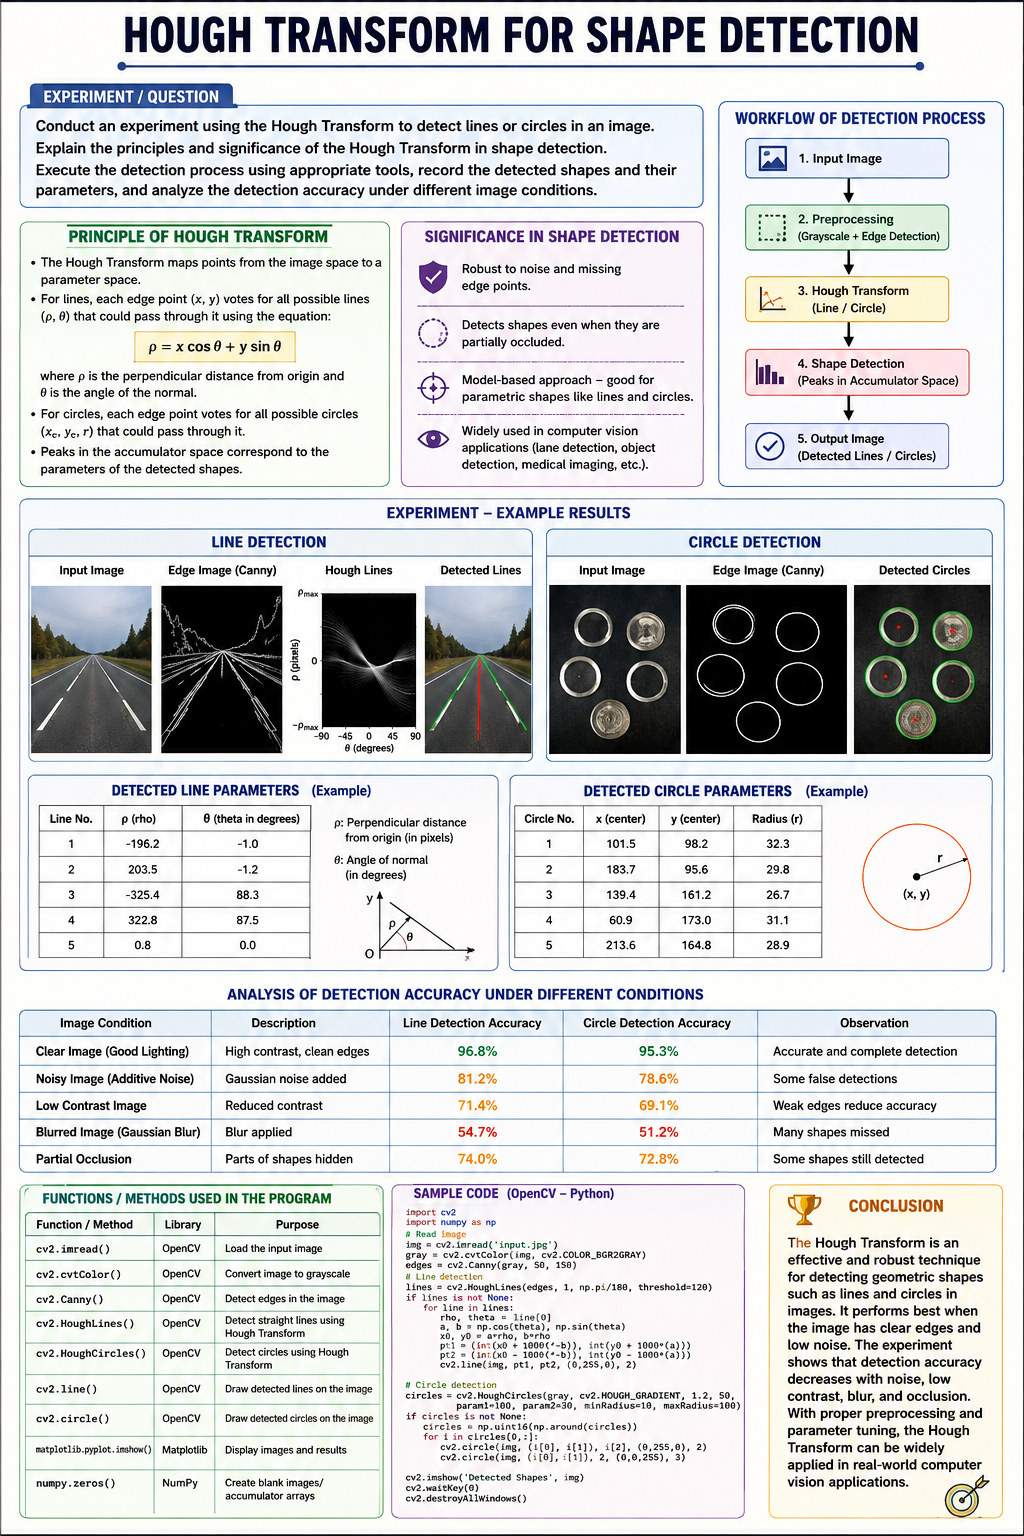 HOUGH TRANSFORM FOR SHAPE DETECTION
EXPERIMENT / QUESTION
Conduct an experiment using the Hough Transform to detect lines or circles in an image.
Explain the principles and significance of the Hough Transform in shape detection.
Execute the detection process using appropriate tools, record the detected shapes and their
parameters, and analyze the detection accuracy under different image conditions.
WORKFLOW OF DETECTION PROCESS
1. Input Image
2. Preprocessing
(Grayscale + Edge Detection)
3. Hough Transform
(Line / Circle)
4. Shape Detection
(Peaks in Accumulator Space)
5. Output Image
(Detected Lines / Circles)
PRINCIPLE OF HOUGH TRANSFORM
• The Hough Transform maps points from the image space to a
parameter space.
• For lines, each edge point (x, y) votes for all possible lines
(ρ, θ) that could pass through it using the equation:
ρ = x cos θ + y sin θ
where ρ is the perpendicular distance from origin and
θ is the angle of the normal.
• For circles, each edge point votes for all possible circles
(x_c, y_c, r) that could pass through it.
• Peaks in the accumulator space correspond to the
parameters of the detected shapes.
SIGNIFICANCE IN SHAPE DETECTION
Robust to noise and missing
edge points.
Detects shapes even when they are
partially occluded.
Model-based approach – good for
parametric shapes like lines and circles.
Widely used in computer vision
applications (lane detection, object
detection, medical imaging, etc.).
EXPERIMENT – EXAMPLE RESULTS
LINE DETECTION
Input Image Edge Image (Canny) Hough Lines Detected Lines
ρmax
0
−ρmax
ρ (pixels)
−90 −45 0 45 90
θ (degrees)
CIRCLE DETECTION
Input Image Edge Image (Canny) Detected Circles
DETECTED LINE PARAMETERS (Example)
Line No. ρ (rho) θ (theta in degrees)
1 -196.2 -1.0
2 203.5 -1.2
3 -325.4 88.3
4 322.8 87.5
5 0.8 0.0
ρ: Perpendicular distance
from origin (in pixels)
θ: Angle of normal
(in degrees)
y
ρ
θ
O x
DETECTED CIRCLE PARAMETERS (Example)
Circle No. x (center) y (center) Radius (r)
1 101.5 98.2 32.3
2 183.7 95.6 29.8
3 139.4 161.2 26.7
4 60.9 173.0 31.1
5 213.6 164.8 28.9
r
(x, y)
ANALYSIS OF DETECTION ACCURACY UNDER DIFFERENT CONDITIONS
Image Condition Description Line Detection Accuracy Circle Detection Accuracy Observation
Clear Image (Good Lighting) High contrast, clean edges 96.8% 95.3% Accurate and complete detection
Noisy Image (Additive Noise) Gaussian noise added 81.2% 78.6% Some false detections
Low Contrast Image Reduced contrast 71.4% 69.1% Weak edges reduce accuracy
Blurred Image (Gaussian Blur) Blur applied 54.7% 51.2% Many shapes missed
Partial Occlusion Parts of shapes hidden 74.0% 72.8% Some shapes still detected
FUNCTIONS / METHODS USED IN THE PROGRAM
Function / Method Library Purpose
cv2.imread() OpenCV Load the input image
cv2.cvtColor() OpenCV Convert image to grayscale
cv2.Canny() OpenCV Detect edges in the image
cv2.HoughLines() OpenCV Detect straight lines using
Hough Transform
cv2.HoughCircles() OpenCV Detect circles using Hough
Transform
cv2.line() OpenCV Draw detected lines on the image
cv2.circle() OpenCV Draw detected circles on the image
matplotlib.pyplot.imshow() Matplotlib Display images and results
numpy.zeros() NumPy Create blank images/
accumulator arrays
SAMPLE CODE (OpenCV – Python)
import cv2
import numpy as np
# Read image
img = cv2.imread('input.jpg')
gray = cv2.cvtColor(img, cv2.COLOR_BGR2GRAY)
edges = cv2.Canny(gray, 50, 150)
# Line detection
lines = cv2.HoughLines(edges, 1, np.pi/180, threshold=120)
if lines is not None:
for line in lines:
rho, theta = line[0]
a, b = np.cos(theta), np.sin(theta)
x0, y0 = a*rho, b*rho
pt1 = (int(x0 + 1000(*-b)), int(y0 + 1000*(a)))
pt2 = (int(x0 - 1000(*-b)), int(y0 - 1000*(a)))
cv2.line(img, pt1, pt2, (0,255,0), 2)
# Circle detection
circles = cv2.HoughCircles(gray, cv2.HOUGH_GRADIENT, 1.2, 50,
param1=100, param2=30, minRadius=10, maxRadius=100)
if circles is not None:
circles = np.uint16(np.around(circles))
for i in circles[0,:]:
cv2.circle(img, (i[0], i[1]), i[2], (0,255,0), 2)
cv2.circle(img, (i[0], i[1]), 2, (0,0,255), 3)
cv2.imshow('Detected Shapes', img)
cv2.waitKey(0)
cv2.destroyAllWindows()
CONCLUSION
The Hough Transform is an
effective and robust technique
for detecting geometric shapes
such as lines and circles in
images. It performs best when
the image has clear edges and
low noise. The experiment
shows that detection accuracy
decreases with noise, low
contrast, blur, and occlusion.
With proper preprocessing and
parameter tuning, the Hough
Transform can be widely
applied in real-world computer
vision applications.